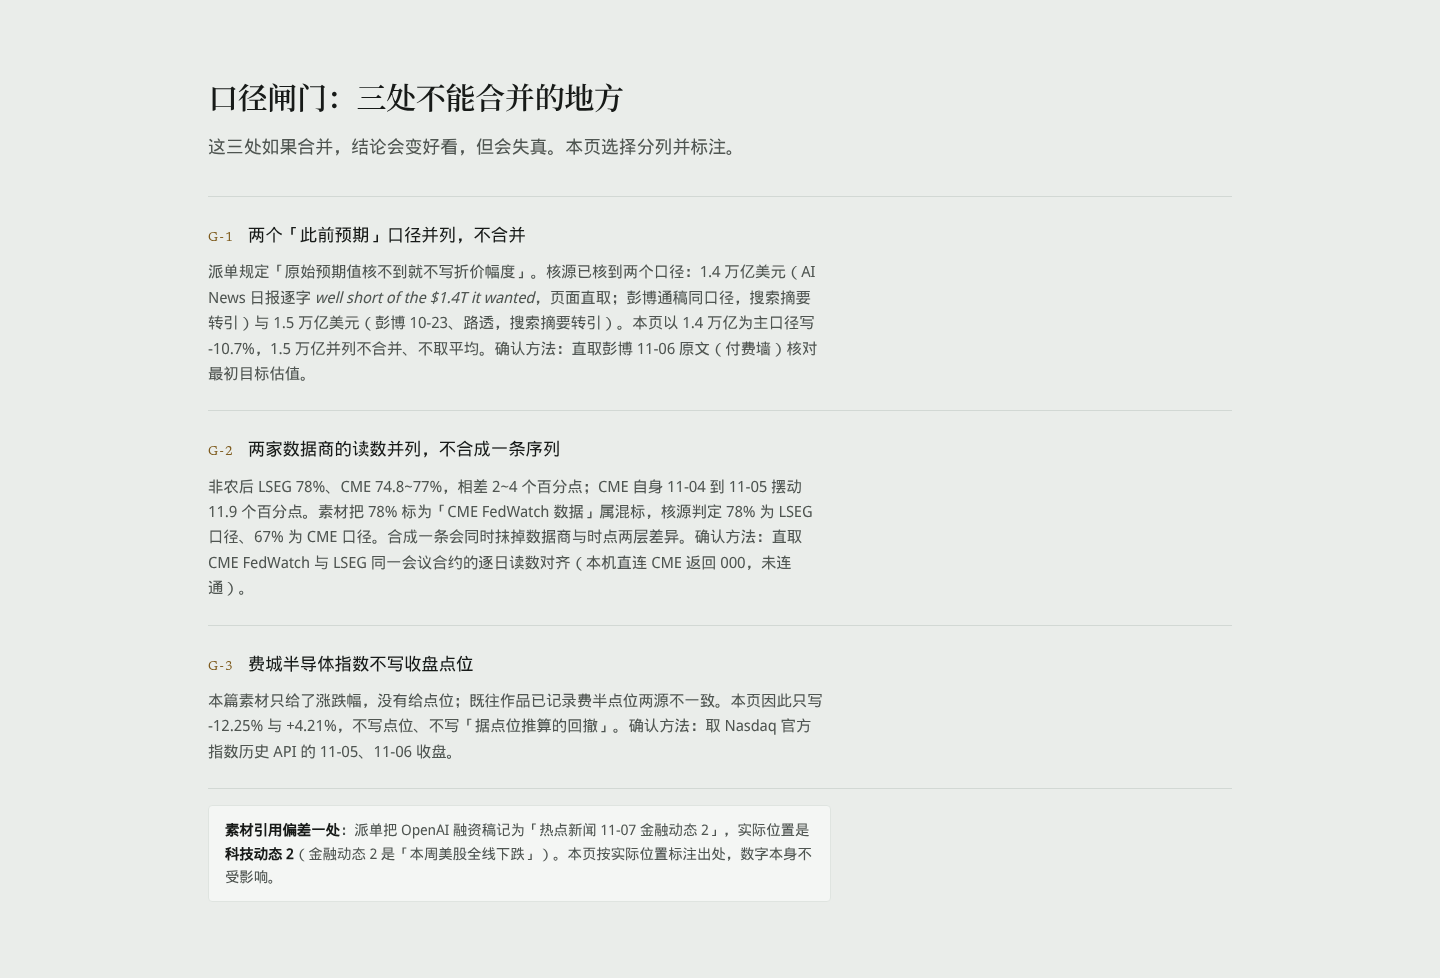 口径闸门：三处不能合并的地方
这三处如果合并，结论会变好看，但会失真。本页选择分列并标注。
G-1 两个「此前预期」口径并列，不合并
派单规定「原始预期值核不到就不写折价幅度」。核源已核到两个口径：1.4 万亿美元（AI
News 日报逐字 well short of the $1.4T it wanted，页面直取；彭博通稿同口径，搜索摘要
转引）与 1.5 万亿美元（彭博 10-23、路透，搜索摘要转引）。本页以 1.4 万亿为主口径写
-10.7%，1.5 万亿并列不合并、不取平均。确认方法：直取彭博 11-06 原文（付费墙）核对
最初目标估值。
G-2 两家数据商的读数并列，不合成一条序列
非农后 LSEG 78%、CME 74.8~77%，相差 2~4 个百分点；CME 自身 11-04 到 11-05 摆动
11.9 个百分点。素材把 78% 标为「CME FedWatch 数据」属混标，核源判定 78% 为 LSEG
口径、67% 为 CME 口径。合成一条会同时抹掉数据商与时点两层差异。确认方法：直取
CME FedWatch 与 LSEG 同一会议合约的逐日读数对齐（本机直连 CME 返回 000，未连
通）。
G-3 费城半导体指数不写收盘点位
本篇素材只给了涨跌幅，没有给点位；既往作品已记录费半点位两源不一致。本页因此只写
-12.25% 与 +4.21%，不写点位、不写「据点位推算的回撤」。确认方法：取 Nasdaq 官方
指数历史 API 的 11-05、11-06 收盘。
素材引用偏差一处：派单把 OpenAI 融资稿记为「热点新闻 11-07 金融动态 2」，实际位置是
科技动态 2（金融动态 2 是「本周美股全线下跌」）。本页按实际位置标注出处，数字本身不
受影响。